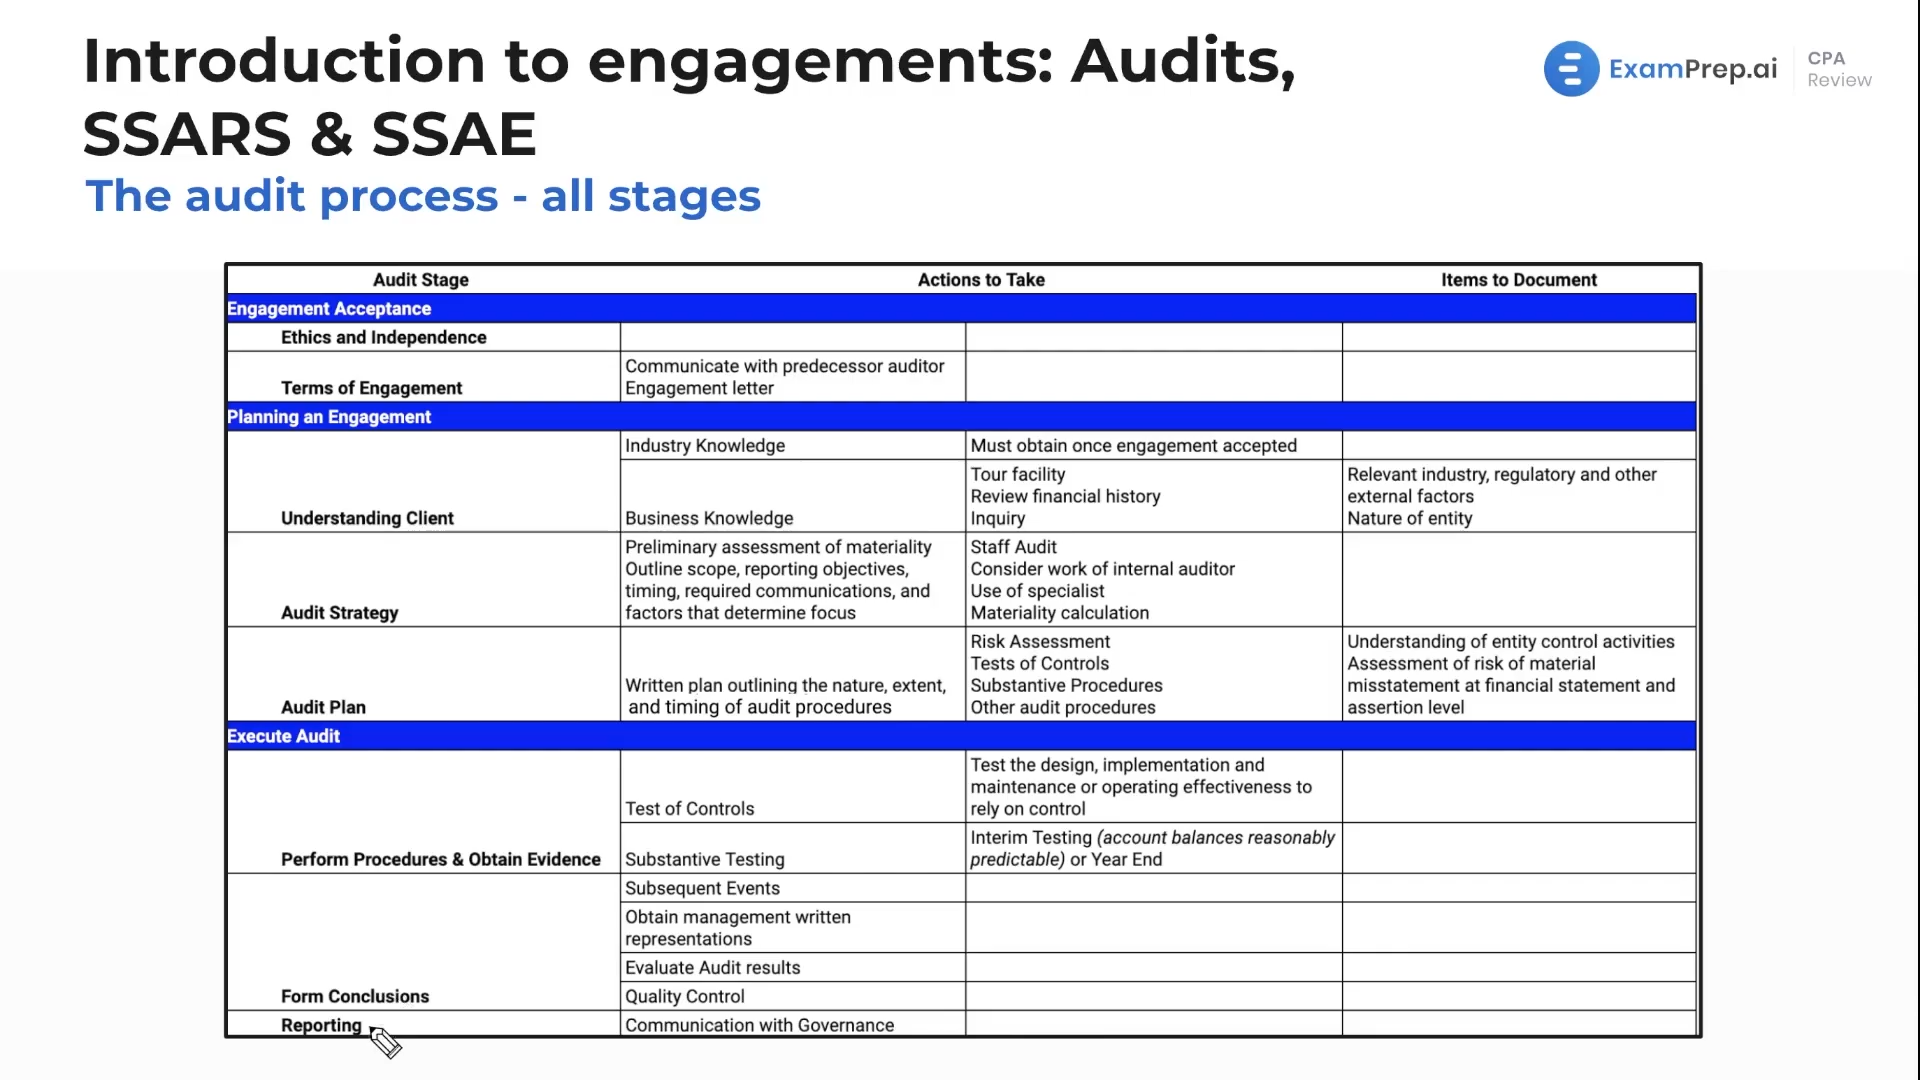 Introduction to engagements: Audits,
SSARS & SSAE
The audit process - all stages
ExamPrep.ai
CPA
Review
Audit Stage
Actions to Take
Items to Document
Engagement Acceptance
Ethics and Independence
Terms of Engagement
Communicate with predecessor auditor
Engagement letter
Planning an Engagement
Understanding Client
Industry Knowledge
Must obtain once engagement accepted
Business Knowledge
Tour facility
Review financial history
Inquiry
Relevant industry, regulatory and other
external factors
Nature of entity
Audit Strategy
Preliminary assessment of materiality
Outline scope, reporting objectives,
timing, required communications, and
factors that determine focus
Staff Audit
Consider work of internal auditor
Use of specialist
Materiality calculation
Audit Plan
Written plan outlining the nature, extent,
and timing of audit procedures
Risk Assessment
Tests of Controls
Substantive Procedures
Other audit procedures
Understanding of entity control activities
Assessment of risk of material
misstatement at financial statement and
assertion level
Execute Audit
Perform Procedures & Obtain Evidence
Test of Controls
Test the design, implementation and
maintenance or operating effectiveness to
rely on control
Substantive Testing
Interim Testing (account balances reasonably
predictable) or Year End
Form Conclusions
Subsequent Events
Obtain management written
representations
Evaluate Audit results
Quality Control
Reporting
Communication with Governance